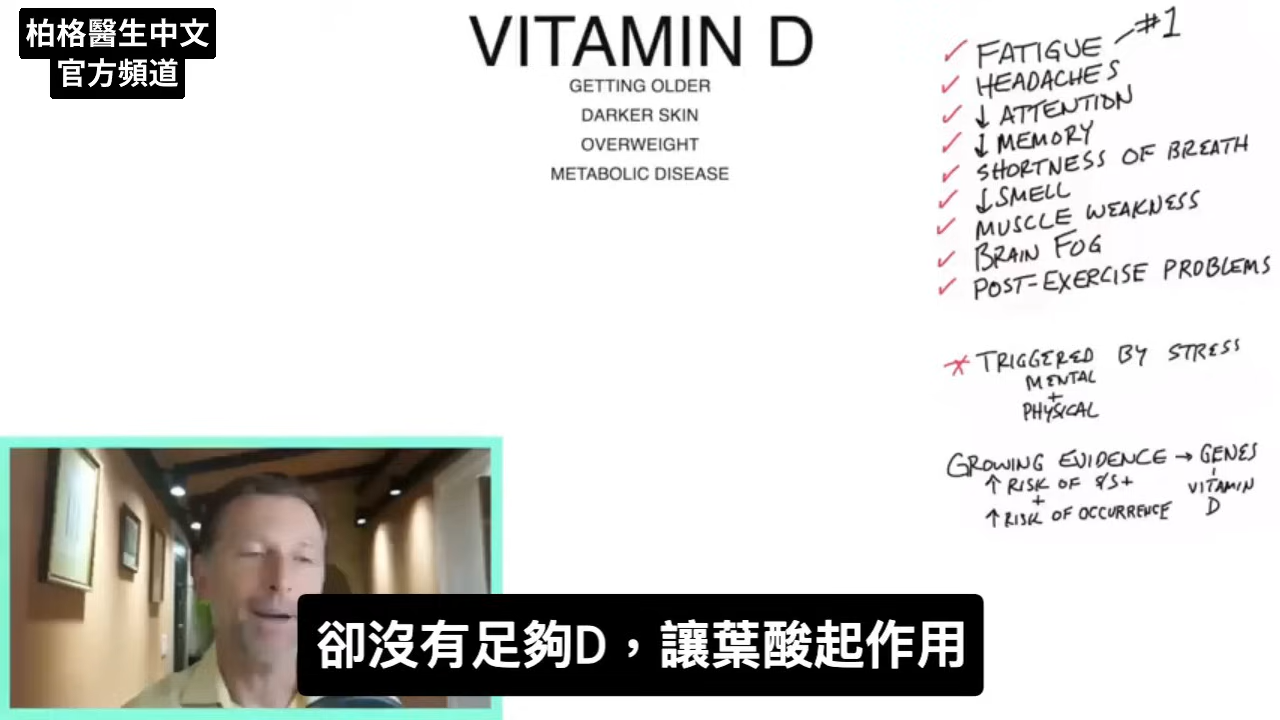 柏格醫生中文
官方頻道
VITAMIN D
GETTING OLDER
DARKER SKIN
OVERWEIGHT
METABOLIC DISEASE
✓ FATIGUE — #1
✓ HEADACHES
✓ ↓ ATTENTION
✓ ↓ MEMORY
✓ SHORTNESS OF BREATH
✓ ↓ SMELL
✓ MUSCLE WEAKNESS
✓ BRAIN FOG
✓ POST-EXERCISE PROBLEMS
* TRIGGERED BY STRESS
MENTAL
+
PHYSICAL
GROWING EVIDENCE → GENES
↑ RISK OF S/S+
+
↑ RISK OF OCCURRENCE
VITAMIN
D
卻沒有足夠D，讓葉酸起作用